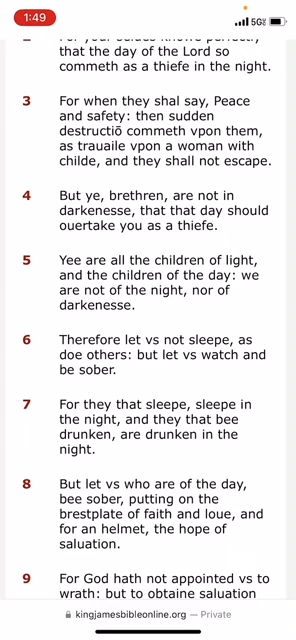 1:49
5G
2 For your selues knowe perfectly
that the day of the Lord so
commeth as a thiefe in the night.
3 For when they shal say, Peace
and safety: then sudden
destructiō commeth vpon them,
as trauaile vpon a woman with
childe, and they shall not escape.
4 But ye, brethren, are not in
darkenesse, that that day should
ouertake you as a thiefe.
5 Yee are all the children of light,
and the children of the day: we
are not of the night, nor of
darkenesse.
6 Therefore let vs not sleepe, as
doe others: but let vs watch and
be sober.
7 For they that sleepe, sleepe in
the night, and they that bee
drunken, are drunken in the
night.
8 But let vs who are of the day,
bee sober, putting on the
brestplate of faith and loue, and
for an helmet, the hope of
saluation.
9 For God hath not appointed vs to
wrath: but to obtaine saluation
kingjamesbibleonline.org — Private